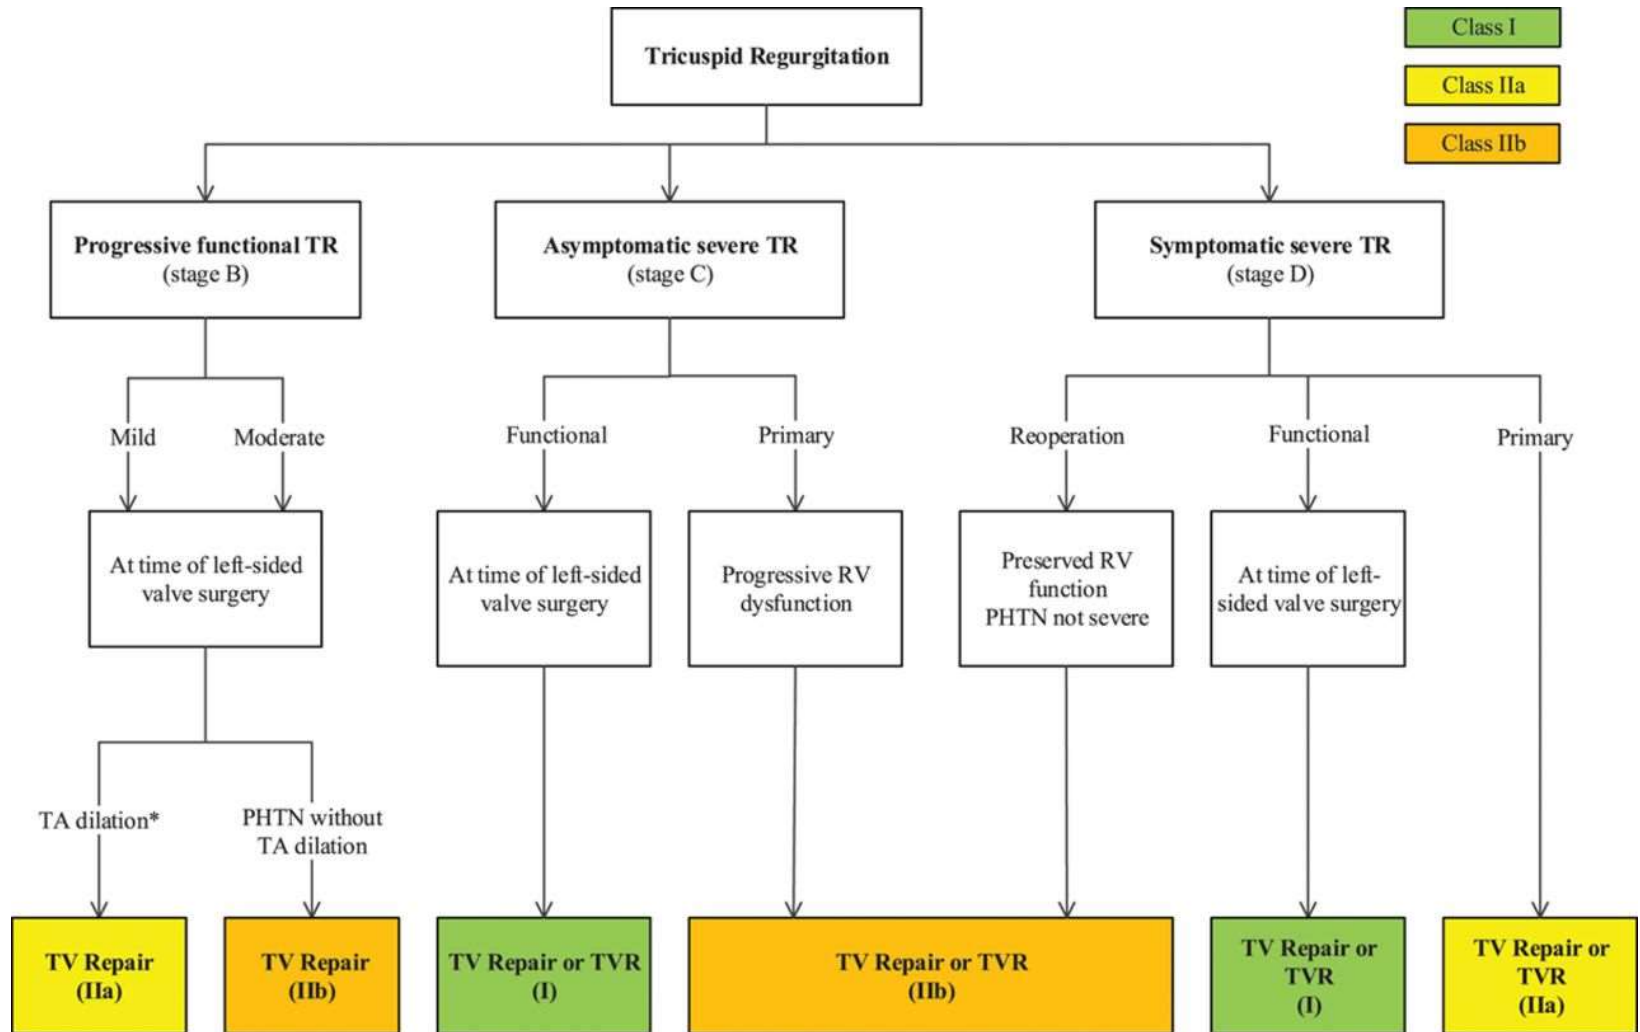 Tricuspid Regurgitation
Class I
Class IIa
Class IIb
Progressive functional TR
(stage B)
Asymptomatic severe TR
(stage C)
Symptomatic severe TR
(stage D)
Mild
Moderate
Functional
Primary
Reoperation
Functional
Primary
At time of left-sided
valve surgery
At time of left-sided
valve surgery
Progressive RV
dysfunction
Preserved RV
function
PHTN not severe
At time of left-
sided valve surgery
TA dilation*
PHTN without
TA dilation
TV Repair
(IIa)
TV Repair
(IIb)
TV Repair or TVR
(I)
TV Repair or TVR
(IIb)
TV Repair or
TVR
(I)
TV Repair or
TVR
(IIa)